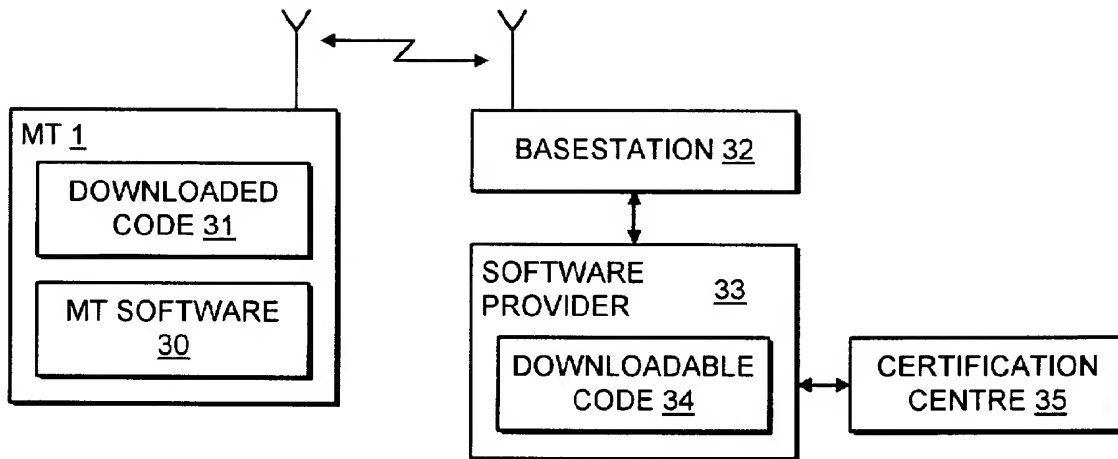 MT 1
DOWNLOADED
CODE 31
MT SOFTWARE
30
BASESTATION 32
SOFTWARE
PROVIDER 33
DOWNLOADABLE
CODE 34
CERTIFICATION
CENTRE 35